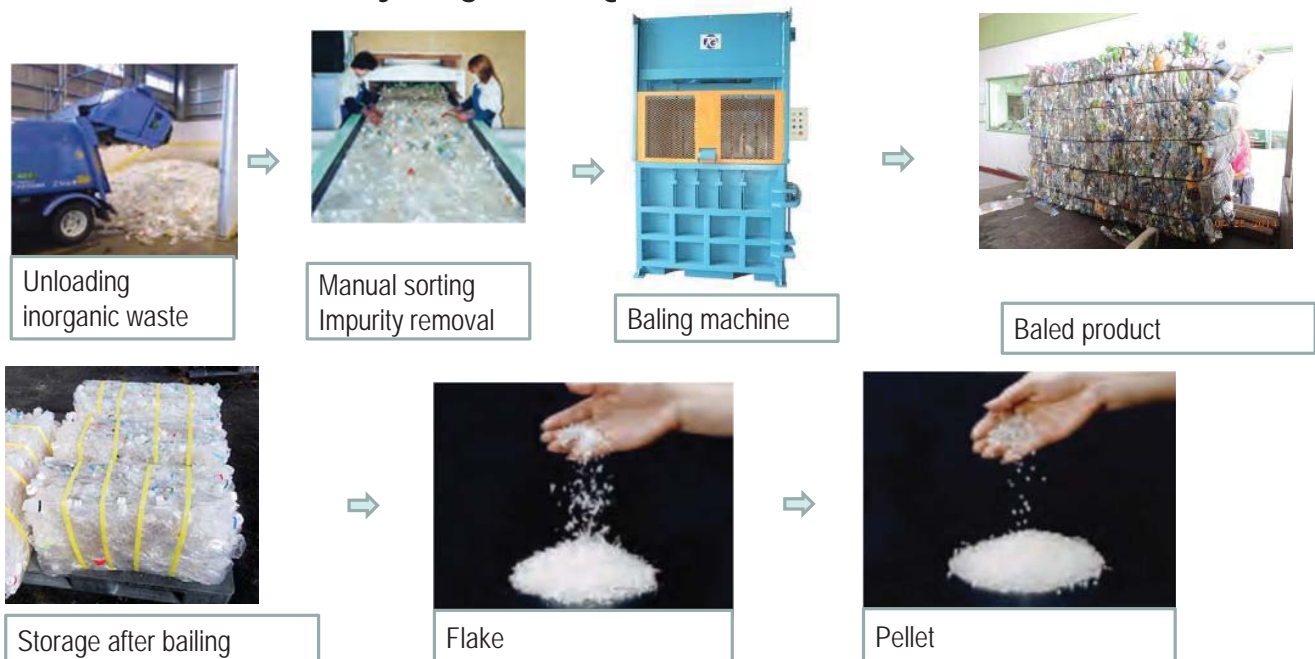 Unloading
inorganic waste
Manual sorting
Impurity removal
Baling machine
Baled product
Storage after bailing
Flake
Pellet